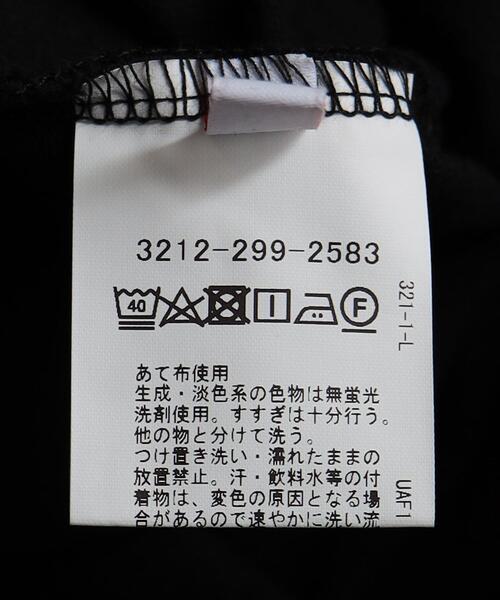 3212-299-2583
40
F
あて布使用
生成・淡色系の色物は無蛍光
洗剤使用。すすぎは十分行う。
他の物と分けて洗う。
つけ置き洗い・濡れたままの
放置禁止。汗・飲料水等の付
着物は、変色の原因となる場
合があるので速やかに洗い流
321-1-L
UAF1